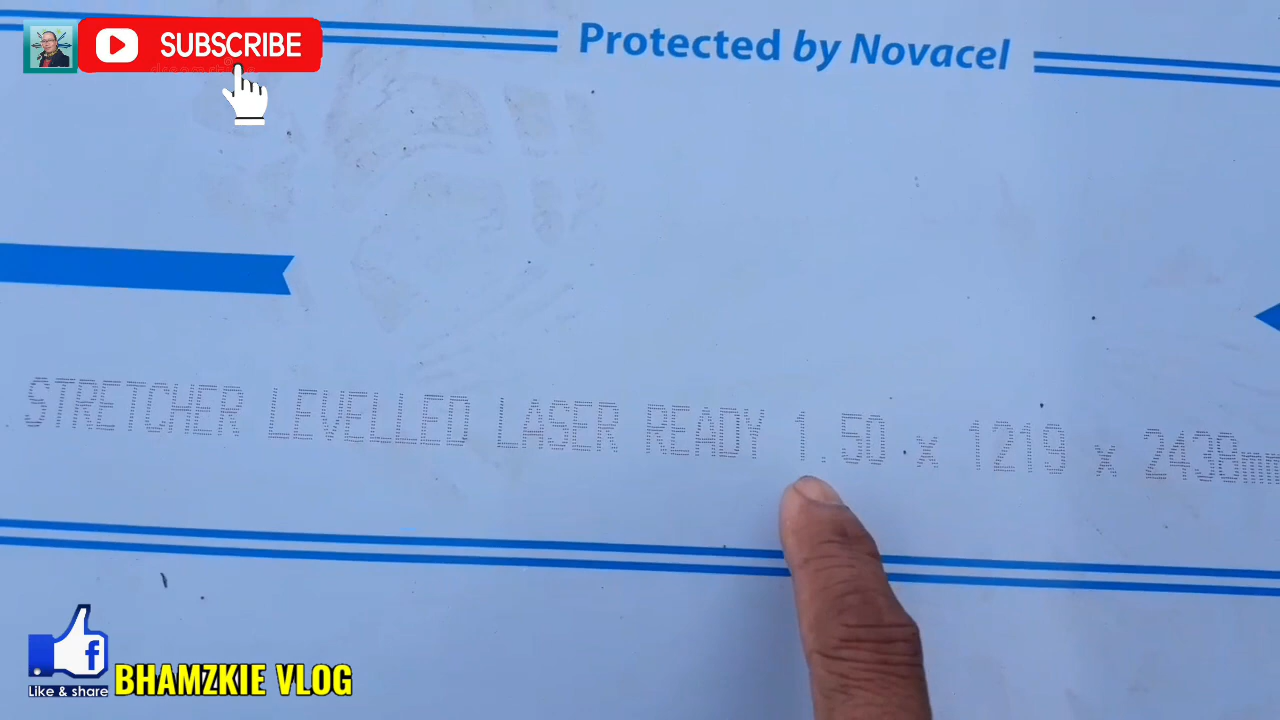 SUBSCRIBE
Protected by Novacel
STRETCHER LEVELLED LASER READY 1.50 x 1219 x 2438mm
Like & share
BHAMZKIE VLOG